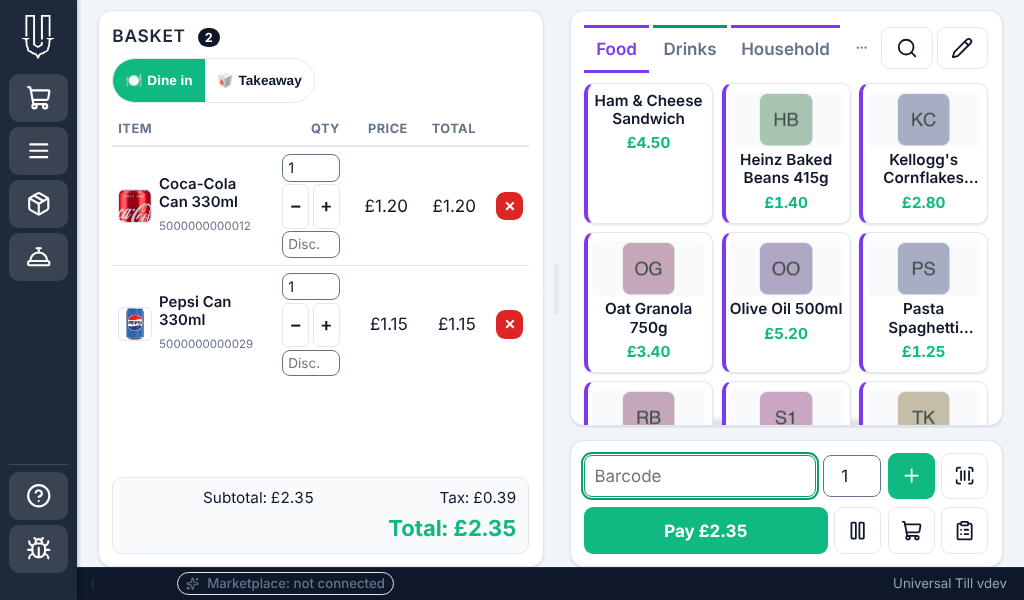 BASKET 2
Dine in
Takeaway
ITEM QTY PRICE TOTAL
Coca-Cola
Can 330ml
5000000000012
1
− +
Disc.
£1.20 £1.20
Pepsi Can
330ml
5000000000029
1
− +
Disc.
£1.15 £1.15
Subtotal: £2.35 Tax: £0.39
Total: £2.35
Food Drinks Household ...
Ham & Cheese
Sandwich
£4.50
HB
Heinz Baked
Beans 415g
£1.40
KC
Kellogg's
Cornflakes...
£2.80
OG
Oat Granola
750g
£3.40
OO
Olive Oil 500ml
£5.20
PS
Pasta
Spaghetti...
£1.25
RB
S1
TK
Barcode
1
Pay £2.35
Marketplace: not connected
Universal Till vdev